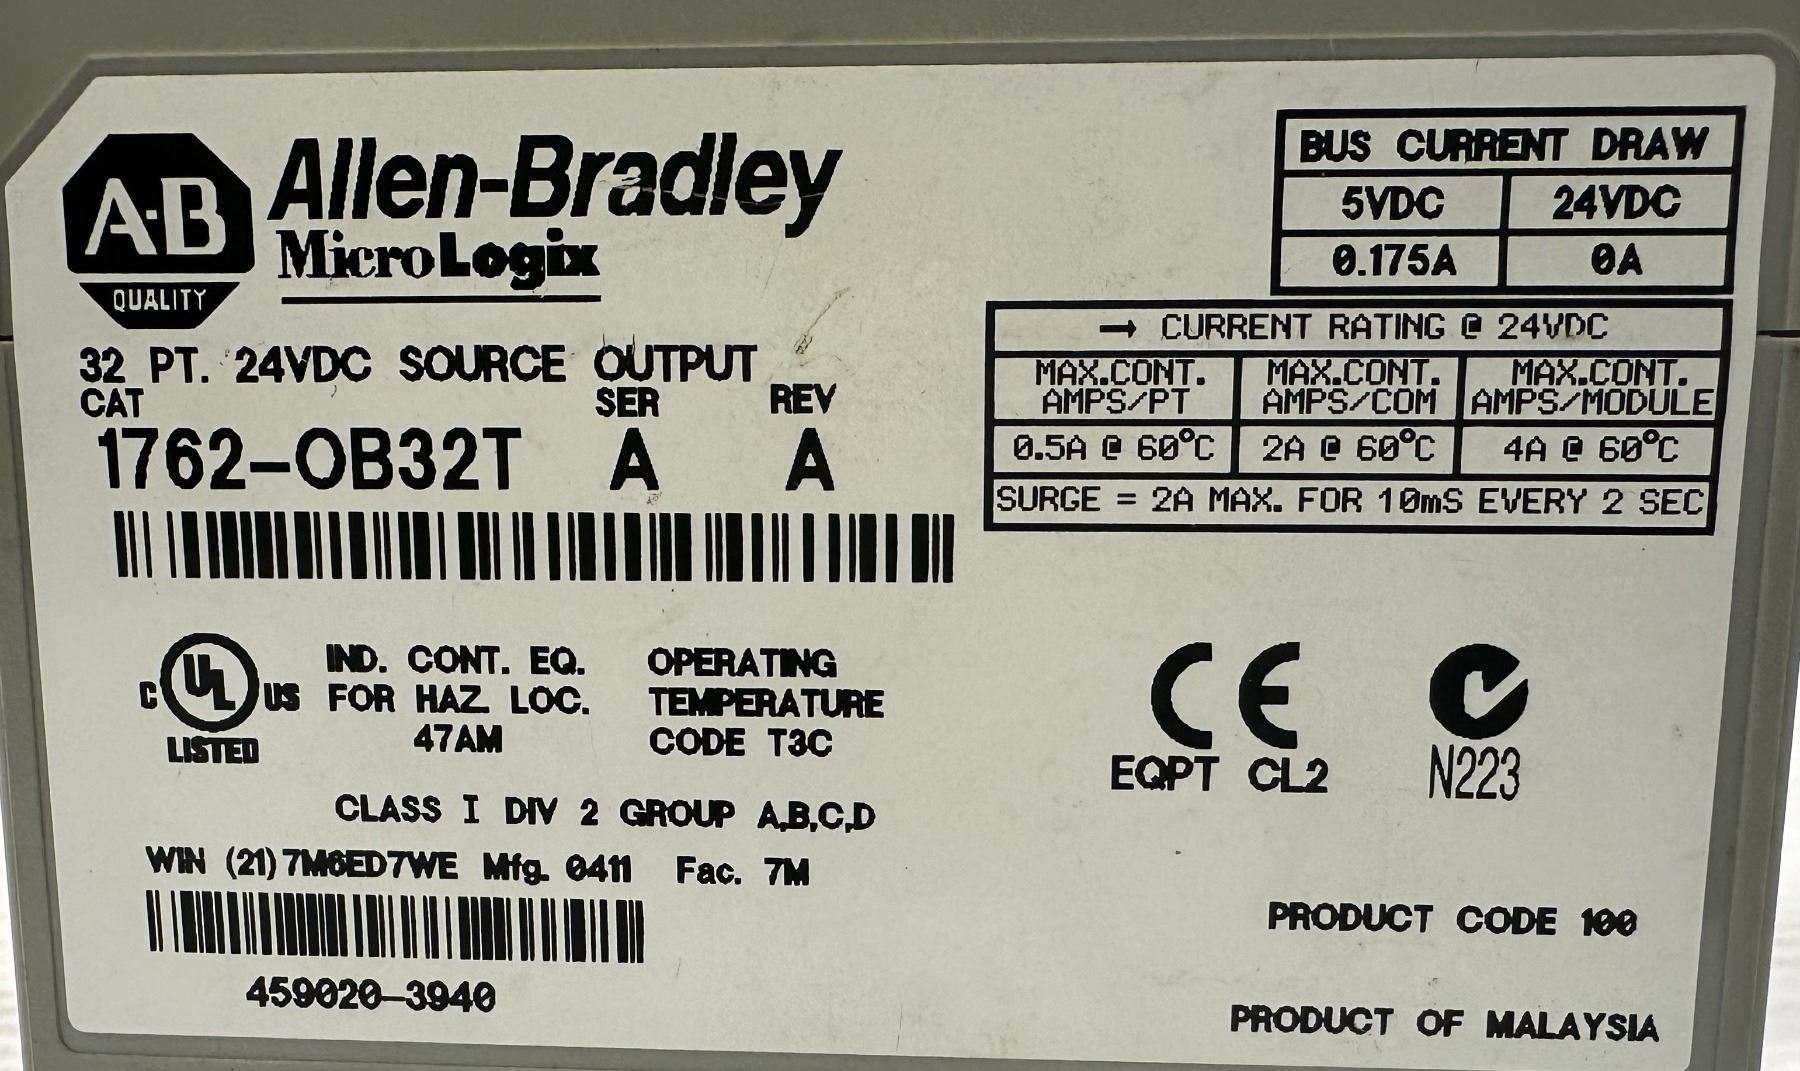 A·B
QUALITY
Allen-Bradley
MicroLogix
32 PT. 24VDC SOURCE OUTPUT
CAT SER REV
1762-OB32T A A
BUS CURRENT DRAW
5VDC 24VDC
0.175A 0A
→ CURRENT RATING @ 24VDC
MAX.CONT. MAX.CONT. MAX.CONT.
AMPS/PT AMPS/COM AMPS/MODULE
0.5A @ 60°C 2A @ 60°C 4A @ 60°C
SURGE = 2A MAX. FOR 10mS EVERY 2 SEC
C UL US
LISTED
IND. CONT. EQ.
FOR HAZ. LOC.
47AM
OPERATING
TEMPERATURE
CODE T3C
CE
EQPT CL2
N223
CLASS I DIV 2 GROUP A,B,C,D
WIN (21) 7M6ED7WE Mfg. 0411 Fac. 7M
459020-3940
PRODUCT CODE 100
PRODUCT OF MALAYSIA